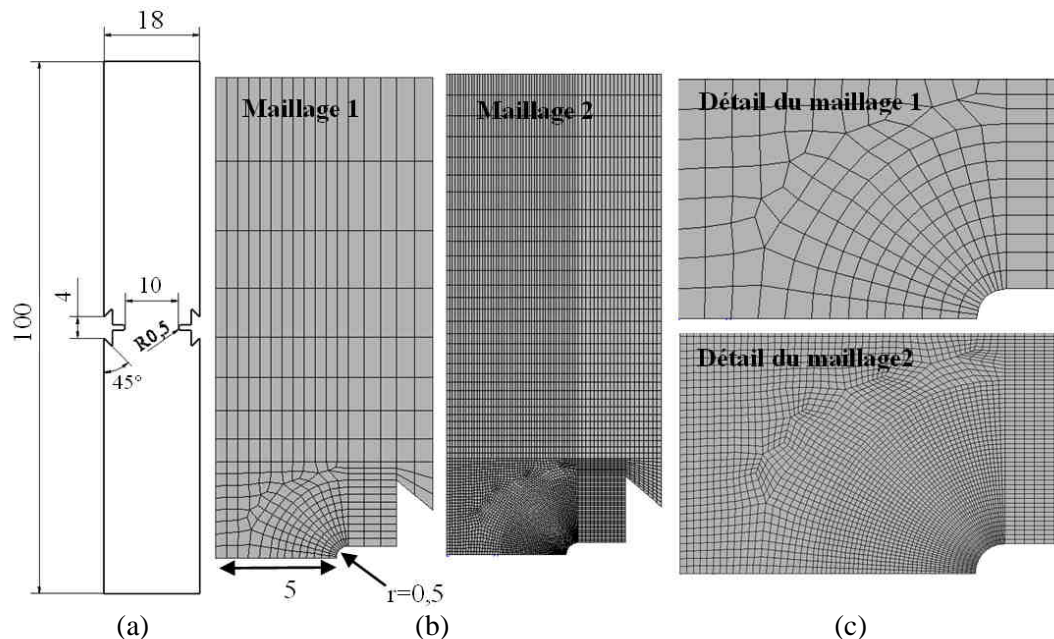 18
100
4
10
R0,5
45°
Maillage 1
Maillage 2
5
r=0,5
Détail du maillage 1
Détail du maillage2
(a)
(b)
(c)